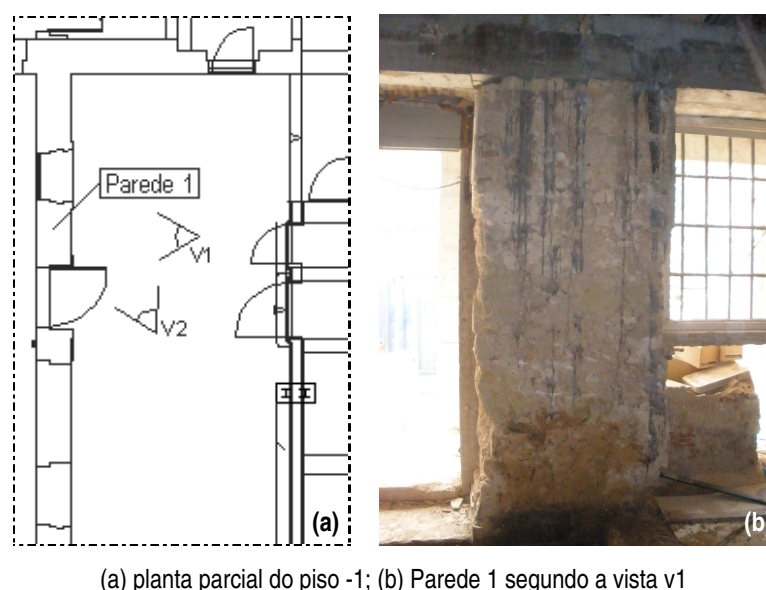 Parede 1
V1
V2
(a)
(b
(a) planta parcial do piso -1; (b) Parede 1 segundo a vista v1